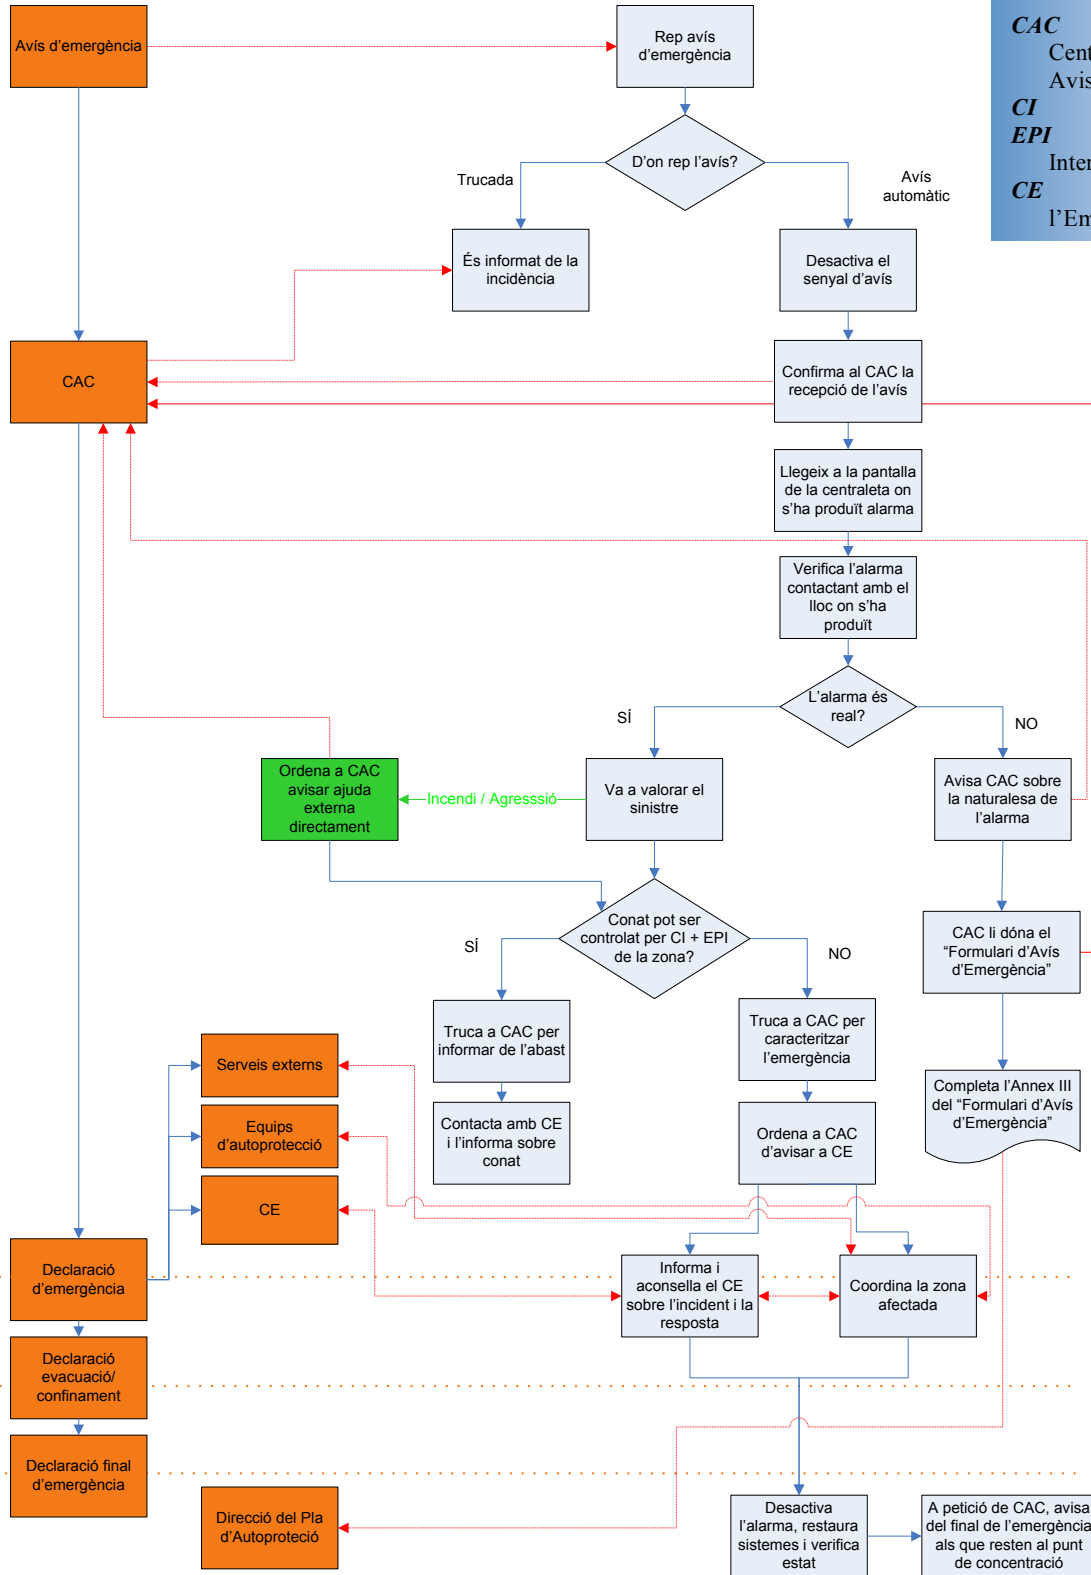 Avís d'emergència
Rep avís
d'emergència
CAC
Cent
Avis
CI
EPI
Inter
CE
l'Em
D'on rep l'avís?
Trucada
Avís
automàtic
És informat de la
incidència
Desactiva el
senyal d'avís
CAC
Confirma al CAC la
recepció de l'avís
Llegeix a la pantalla
de la centraleta on
s'ha produït alarma
Verifica l'alarma
contactant amb el
lloc on s'ha
produït
L'alarma és
real?
SÍ
NO
Ordena a CAC
avisar ajuda
externa
directament
Incendi / Agresssió
Va a valorar el
sinistre
Avisa CAC sobre
la naturalesa de
l'alarma
Conat pot ser
controlat per CI + EPI
de la zona?
SÍ
NO
CAC li dóna el
"Formulari d'Avís
d'Emergència"
Truca a CAC per
informar de l'abast
Truca a CAC per
caracteritzar
l'emergència
Serveis externs
Completa l'Annex III
del "Formulari d'Avís
d'Emergència"
Equips
d'autoprotecció
Contacta amb CE
i l'informa sobre
conat
Ordena a CAC
d'avisar a CE
CE
Declaració
d'emergència
Informa i
aconsella el CE
sobre l'incident i la
resposta
Coordina la zona
afectada
Declaració
evacuació/
confinament
Declaració final
d'emergència
Direcció del Pla
d'Autoproteció
Desactiva
l'alarma, restaura
sistemes i verifica
estat
A petició de CAC, avisa
del final de l'emergència
als que resten al punt
de concentració